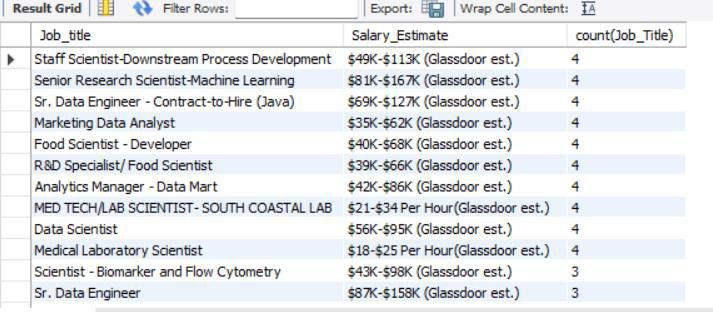 Result Grid Filter Rows: Export: Wrap Cell Content: IA
Job_title Salary_Estimate count(Job_Title)
Staff Scientist-Downstream Process Development $49K-$113K (Glassdoor est.) 4
Senior Research Scientist-Machine Learning $81K-$167K (Glassdoor est.) 4
Sr. Data Engineer - Contract-to-Hire (Java) $69K-$127K (Glassdoor est.) 4
Marketing Data Analyst $35K-$62K (Glassdoor est.) 4
Food Scientist - Developer $40K-$68K (Glassdoor est.) 4
R&D Specialist/ Food Scientist $39K-$66K (Glassdoor est.) 4
Analytics Manager - Data Mart $42K-$86K (Glassdoor est.) 4
MED TECH/LAB SCIENTIST- SOUTH COASTAL LAB $21-$34 Per Hour(Glassdoor est.) 4
Data Scientist $56K-$95K (Glassdoor est.) 4
Medical Laboratory Scientist $18-$25 Per Hour(Glassdoor est.) 4
Scientist - Biomarker and Flow Cytometry $43K-$98K (Glassdoor est.) 3
Sr. Data Engineer $87K-$158K (Glassdoor est.) 3